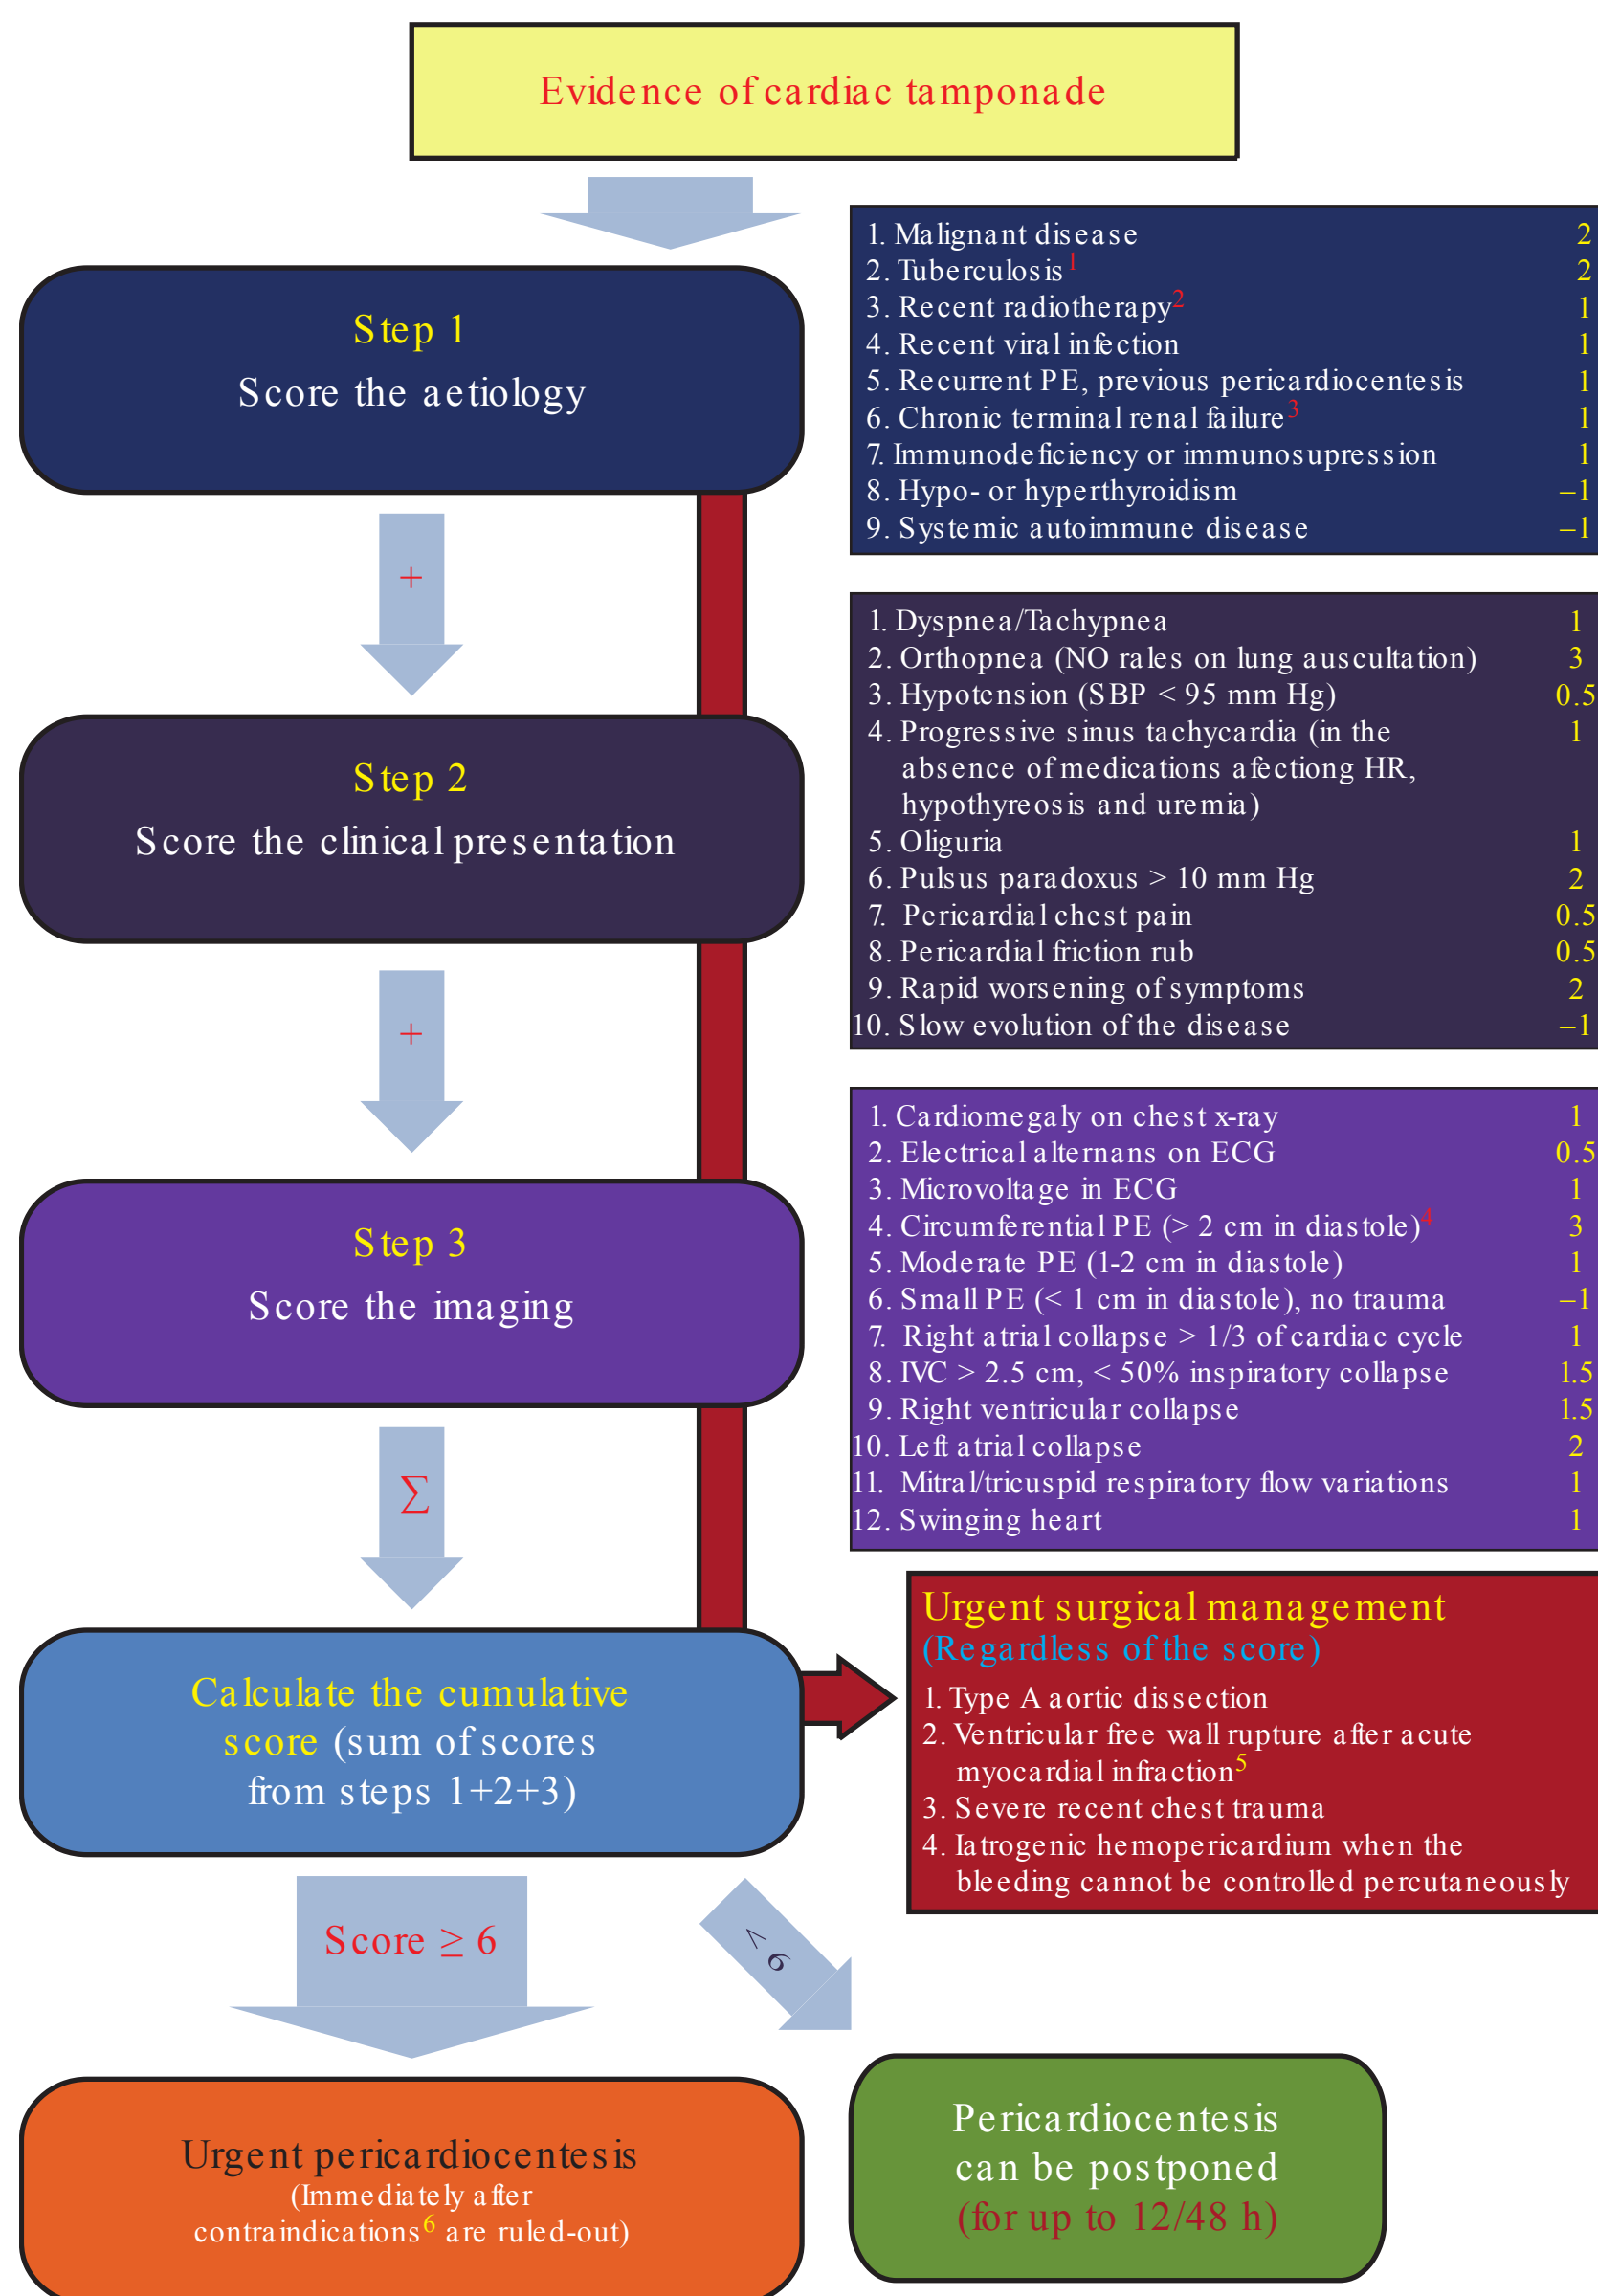 Evidence of cardiac tamponade
Step 1
Score the aetiology
1. Malignant disease 2
2. Tuberculosis¹ 2
3. Recent radiotherapy² 1
4. Recent viral infection 1
5. Recurrent PE, previous pericardiocentesis 1
6. Chronic terminal renal failure³ 1
7. Immunodeficiency or immunosupression 1
8. Hypo- or hyperthyroidism –1
9. Systemic autoimmune disease –1
+
Step 2
Score the clinical presentation
1. Dyspnea/Tachypnea 1
2. Orthopnea (NO rales on lung auscultation) 3
3. Hypotension (SBP < 95 mm Hg) 0.5
4. Progressive sinus tachycardia (in the 1
absence of medications afectiong HR,
hypothyreosis and uremia)
5. Oliguria 1
6. Pulsus paradoxus > 10 mm Hg 2
7. Pericardial chest pain 0.5
8. Pericardial friction rub 0.5
9. Rapid worsening of symptoms 2
10. Slow evolution of the disease –1
+
Step 3
Score the imaging
1. Cardiomegaly on chest x-ray 1
2. Electrical alternans on ECG 0.5
3. Microvoltage in ECG 1
4. Circumferential PE (> 2 cm in diastole)⁴ 3
5. Moderate PE (1-2 cm in diastole) 1
6. Small PE (< 1 cm in diastole), no trauma –1
7. Right atrial collapse > 1/3 of cardiac cycle 1
8. IVC > 2.5 cm, < 50% inspiratory collapse 1.5
9. Right ventricular collapse 1.5
10. Left atrial collapse 2
11. Mitral/tricuspid respiratory flow variations 1
12. Swinging heart 1
∑
Calculate the cumulative
score (sum of scores
from steps 1+2+3)
Urgent surgical management
(Regardless of the score)
1. Type A aortic dissection
2. Ventricular free wall rupture after acute
myocardial infraction⁵
3. Severe recent chest trauma
4. Iatrogenic hemopericardium when the
bleeding cannot be controlled percutaneously
Score ≥ 6
< 6
Urgent pericardiocentesis
(Immediately after
contraindications⁶ are ruled-out)
Pericardiocentesis
can be postponed
(for up to 12/48 h)